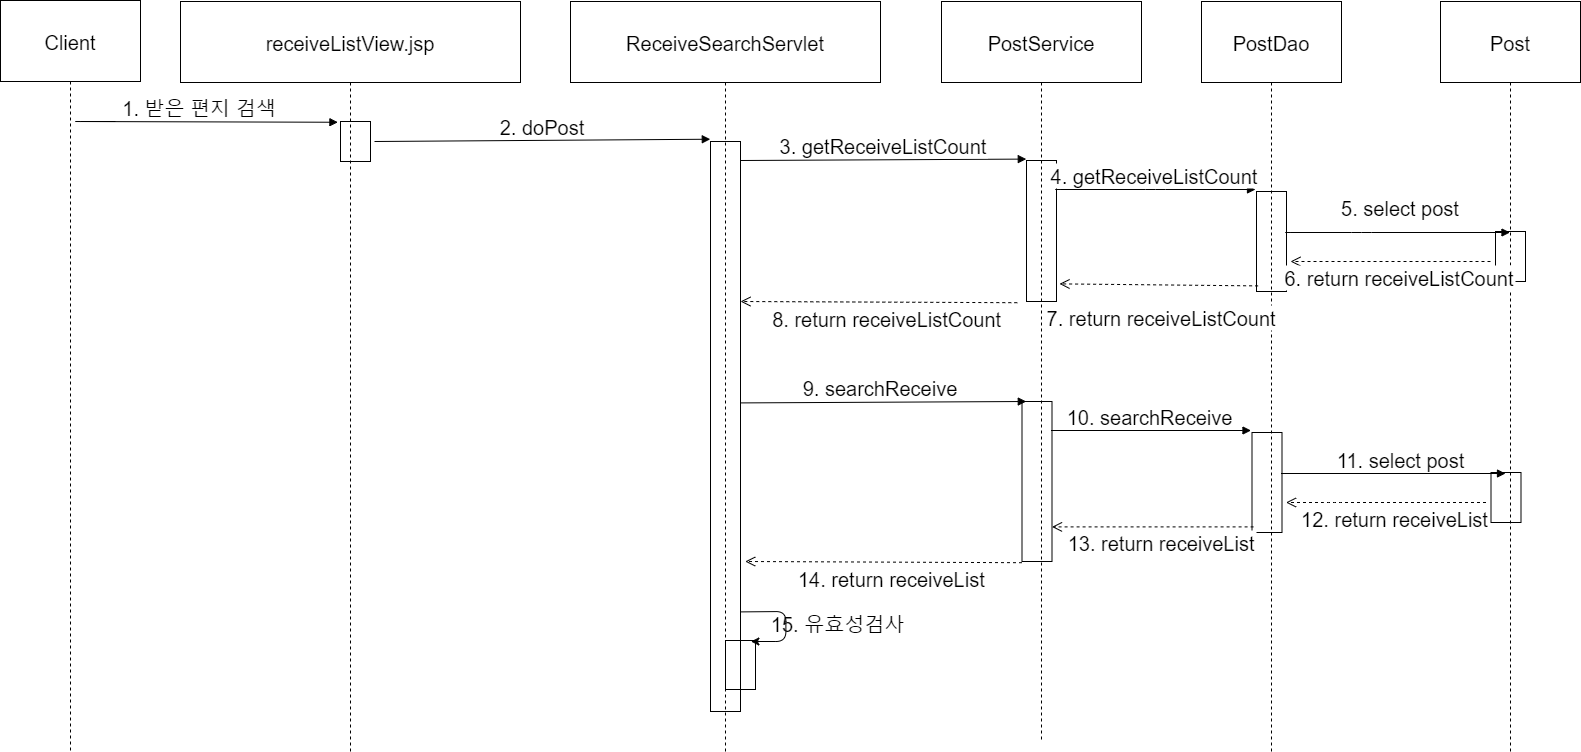 Client
receiveListView.jsp
ReceiveSearchServlet
PostService
PostDao
Post
1. 받은 편지 검색
2. doPost
3. getReceiveListCount
4. getReceiveListCount
5. select post
6. return receiveListCount
7. return receiveListCount
8. return receiveListCount
9. searchReceive
10. searchReceive
11. select post
12. return receiveList
13. return receiveList
14. return receiveList
15. 유효성검사